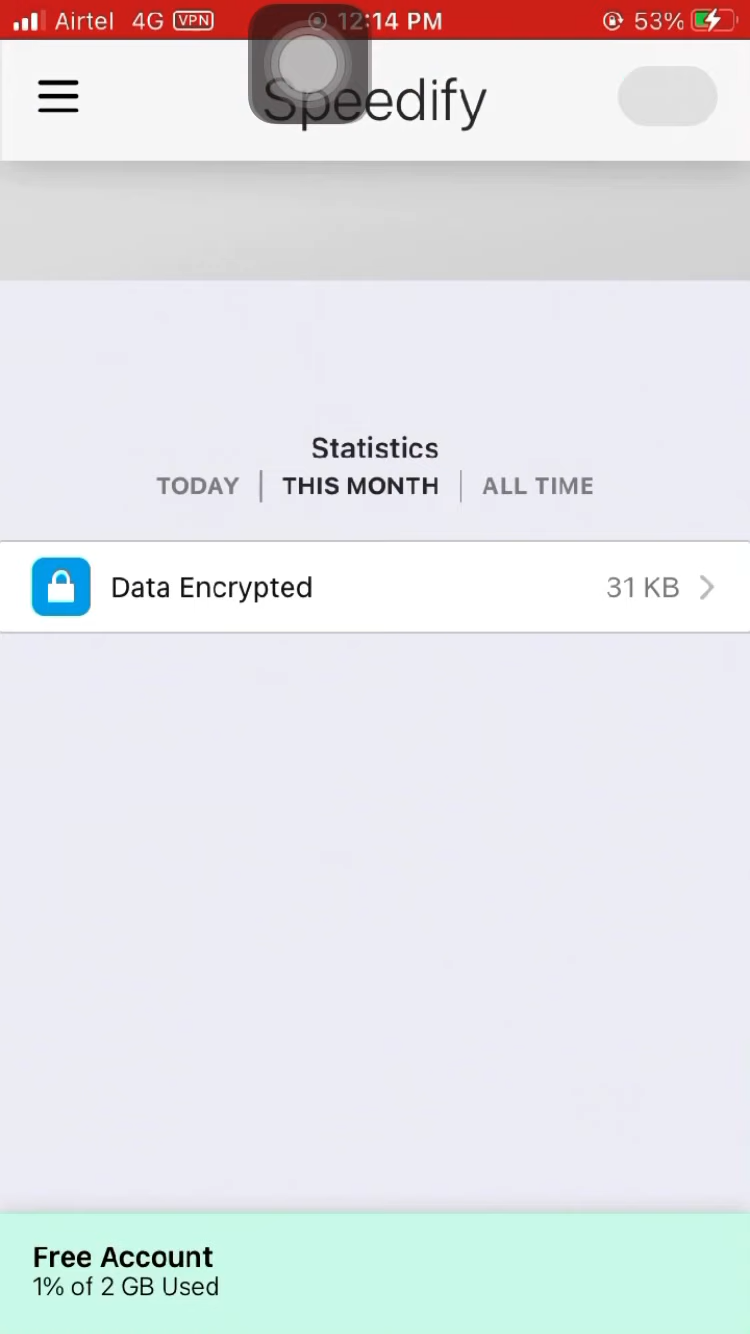 Airtel 4G VPN 12:14 PM 53%
Speedify
Statistics
TODAY | THIS MONTH | ALL TIME
Data Encrypted 31 KB
Free Account
1% of 2 GB Used